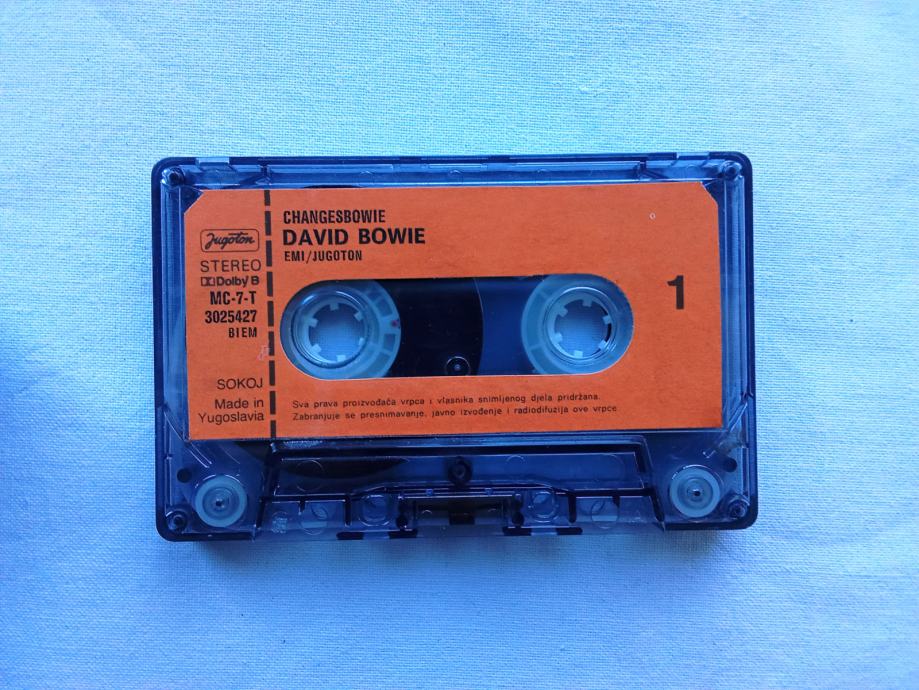 Jugoton
STEREO
Dolby B
MC-7-T
3025427
BIEM
SOKOJ
Made in
Yugoslavia
CHANGESBOWIE
DAVID BOWIE
EMI/JUGOTON
1
Sva prava proizvođača vrpca i vlasnika snimljenog djela pridržana.
Zabranjuje se presnimavanje, javno izvođenje i radiodifuzija ove vrpce